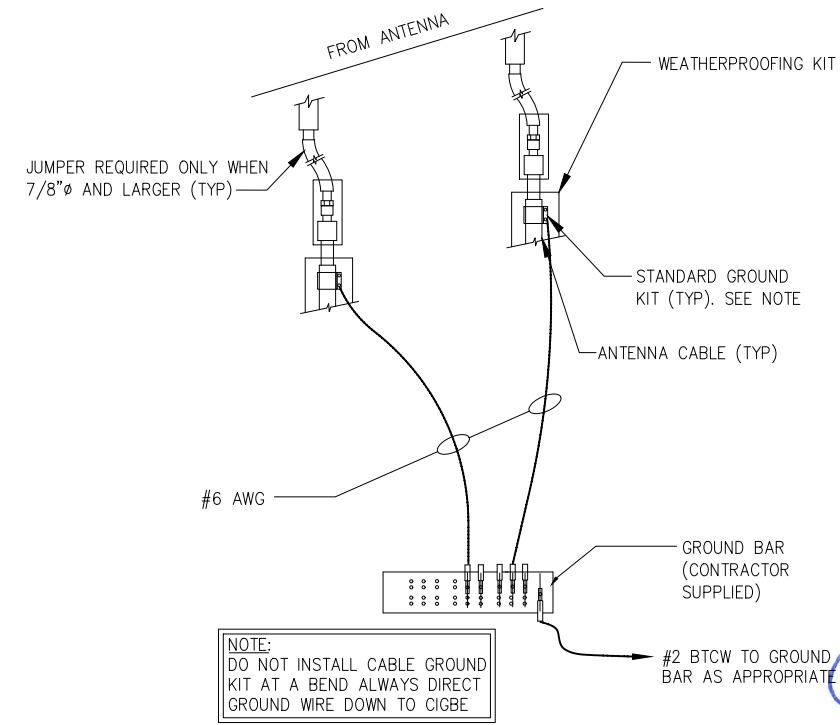 FROM ANTENNA
WEATHERPROOFING KIT
JUMPER REQUIRED ONLY WHEN
7/8"ø AND LARGER (TYP)
STANDARD GROUND
KIT (TYP). SEE NOTE
ANTENNA CABLE (TYP)
#6 AWG
GROUND BAR
(CONTRACTOR
SUPPLIED)
NOTE:
DO NOT INSTALL CABLE GROUND
KIT AT A BEND ALWAYS DIRECT
GROUND WIRE DOWN TO CIGBE
#2 BTCW TO GROUND
BAR AS APPROPRIATE